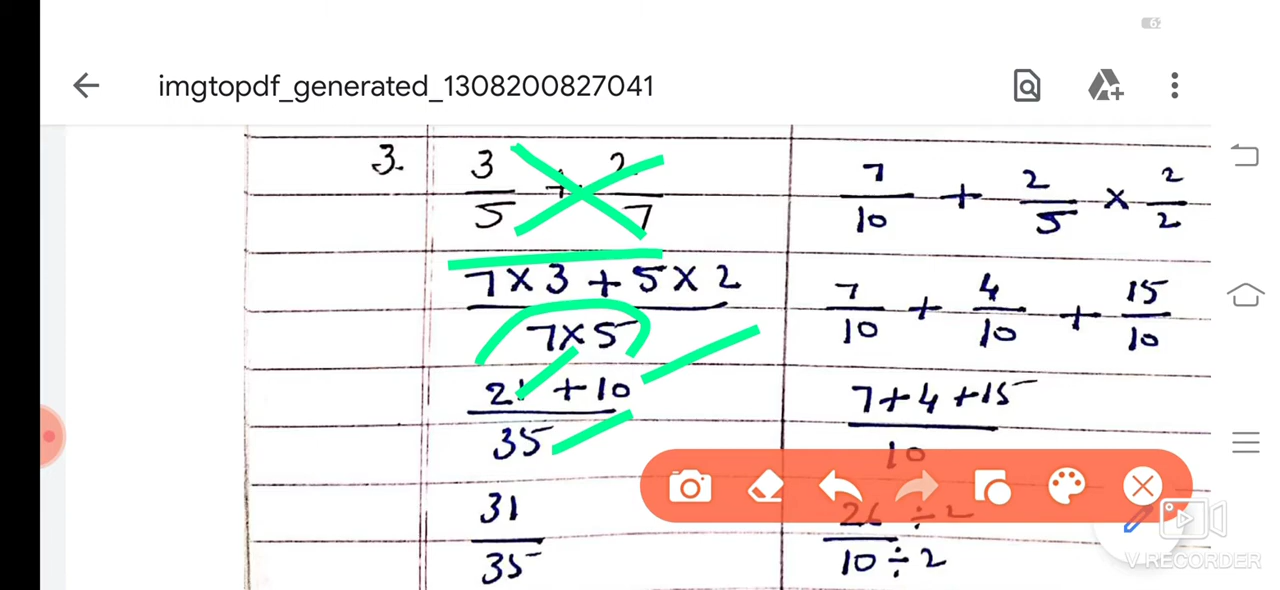 62
imgtopdf_generated_1308200827041
3. 3/5 + 2/7
7 × 3 + 5 × 2
7 × 5
21 + 10
35
31
35
7/10 + 2/5 × 2/2
7/10 + 4/10 + 15/10
7 + 4 + 15
10
26 ÷ 2
10 ÷ 2
V RECORDER